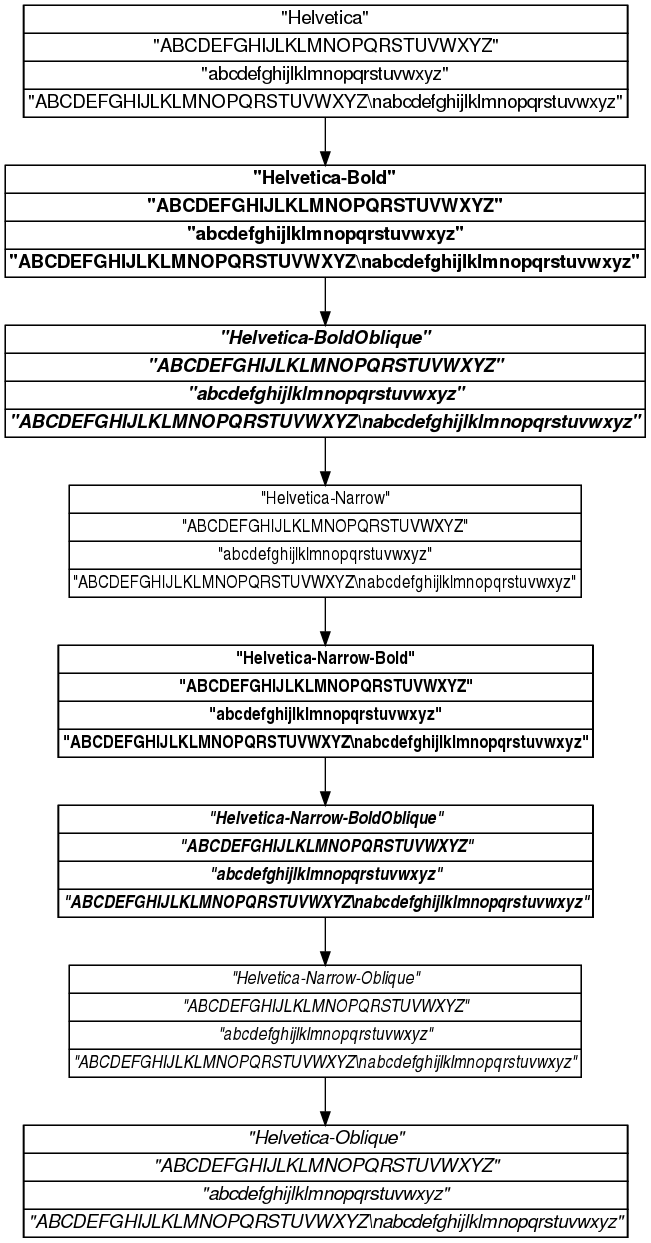 "Helvetica"
"ABCDEFGHIJLKLMNOPQRSTUVWXYZ"
"abcdefghijlklmnopqrstuvwxyz"
"ABCDEFGHIJLKLMNOPQRSTUVWXYZ\nabcdefghijlklmnopqrstuvwxyz"
"Helvetica-Bold"
"ABCDEFGHIJLKLMNOPQRSTUVWXYZ"
"abcdefghijlklmnopqrstuvwxyz"
"ABCDEFGHIJLKLMNOPQRSTUVWXYZ\nabcdefghijlklmnopqrstuvwxyz"
"Helvetica-BoldOblique"
"ABCDEFGHIJLKLMNOPQRSTUVWXYZ"
"abcdefghijlklmnopqrstuvwxyz"
"ABCDEFGHIJLKLMNOPQRSTUVWXYZ\nabcdefghijlklmnopqrstuvwxyz"
"Helvetica-Narrow"
"ABCDEFGHIJLKLMNOPQRSTUVWXYZ"
"abcdefghijlklmnopqrstuvwxyz"
"ABCDEFGHIJLKLMNOPQRSTUVWXYZ\nabcdefghijlklmnopqrstuvwxyz"
"Helvetica-Narrow-Bold"
"ABCDEFGHIJLKLMNOPQRSTUVWXYZ"
"abcdefghijlklmnopqrstuvwxyz"
"ABCDEFGHIJLKLMNOPQRSTUVWXYZ\nabcdefghijlklmnopqrstuvwxyz"
"Helvetica-Narrow-BoldOblique"
"ABCDEFGHIJLKLMNOPQRSTUVWXYZ"
"abcdefghijlklmnopqrstuvwxyz"
"ABCDEFGHIJLKLMNOPQRSTUVWXYZ\nabcdefghijlklmnopqrstuvwxyz"
"Helvetica-Narrow-Oblique"
"ABCDEFGHIJLKLMNOPQRSTUVWXYZ"
"abcdefghijlklmnopqrstuvwxyz"
"ABCDEFGHIJLKLMNOPQRSTUVWXYZ\nabcdefghijlklmnopqrstuvwxyz"
"Helvetica-Oblique"
"ABCDEFGHIJLKLMNOPQRSTUVWXYZ"
"abcdefghijlklmnopqrstuvwxyz"
"ABCDEFGHIJLKLMNOPQRSTUVWXYZ\nabcdefghijlklmnopqrstuvwxyz"